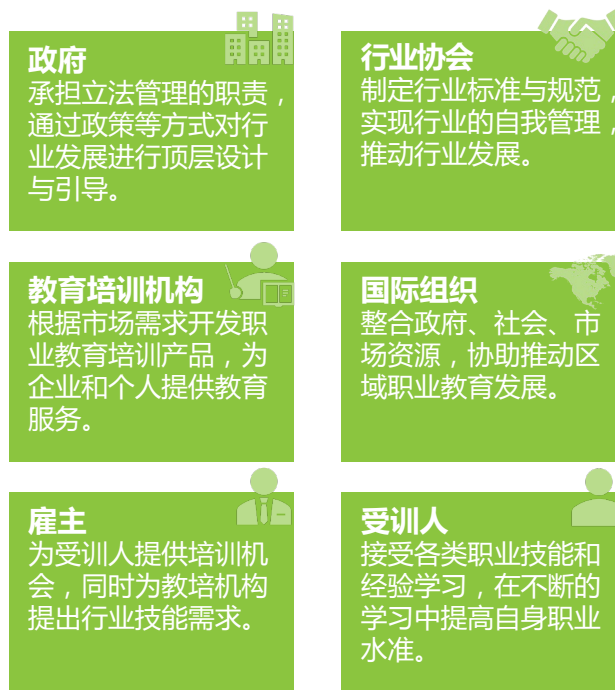 政府
承担立法管理的职责，
通过政策等方式对行
业发展进行顶层设计
与引导。
行业协会
制定行业标准与规范，
实现行业的自我管理，
推动行业发展。
教育培训机构
根据市场需求开发职
业教育培训产品，为
企业和个人提供教育
服务。
国际组织
整合政府、社会、市
场资源，协助推动区
域职业教育发展。
雇主
为受训人提供培训机
会，同时为教培机构
提出行业技能需求。
受训人
接受各类职业技能和
经验学习，在不断的
学习中提高自身职业
水准。